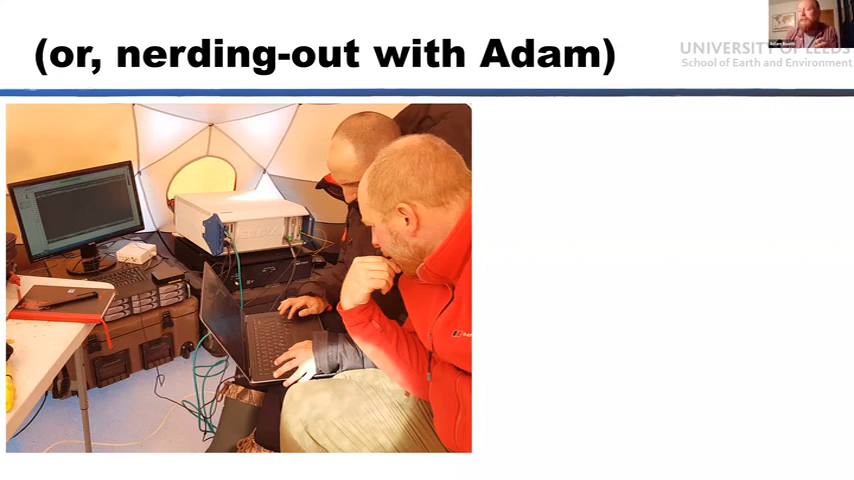 (or, nerding-out with Adam)
UNIVERSITY OF LEEDS
School of Earth and Environment